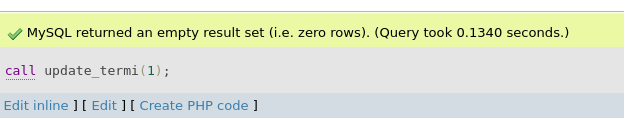 MySQL returned an empty result set (i.e. zero rows). (Query took 0.1340 seconds.)
call update_termi(1);
Edit inline ] [ Edit ] [ Create PHP code ]